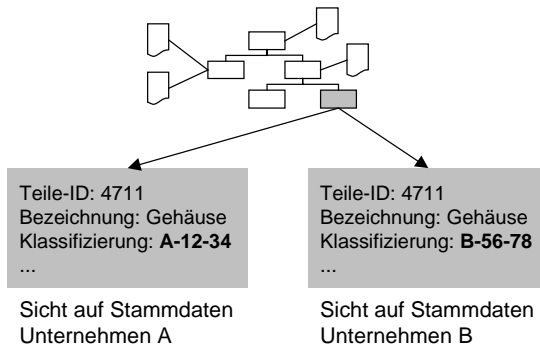 Teile-ID: 4711
Bezeichnung: Gehäuse
Klassifizierung: A-12-34
...
Sicht auf Stammdaten
Unternehmen A
Teile-ID: 4711
Bezeichnung: Gehäuse
Klassifizierung: B-56-78
...
Sicht auf Stammdaten
Unternehmen B